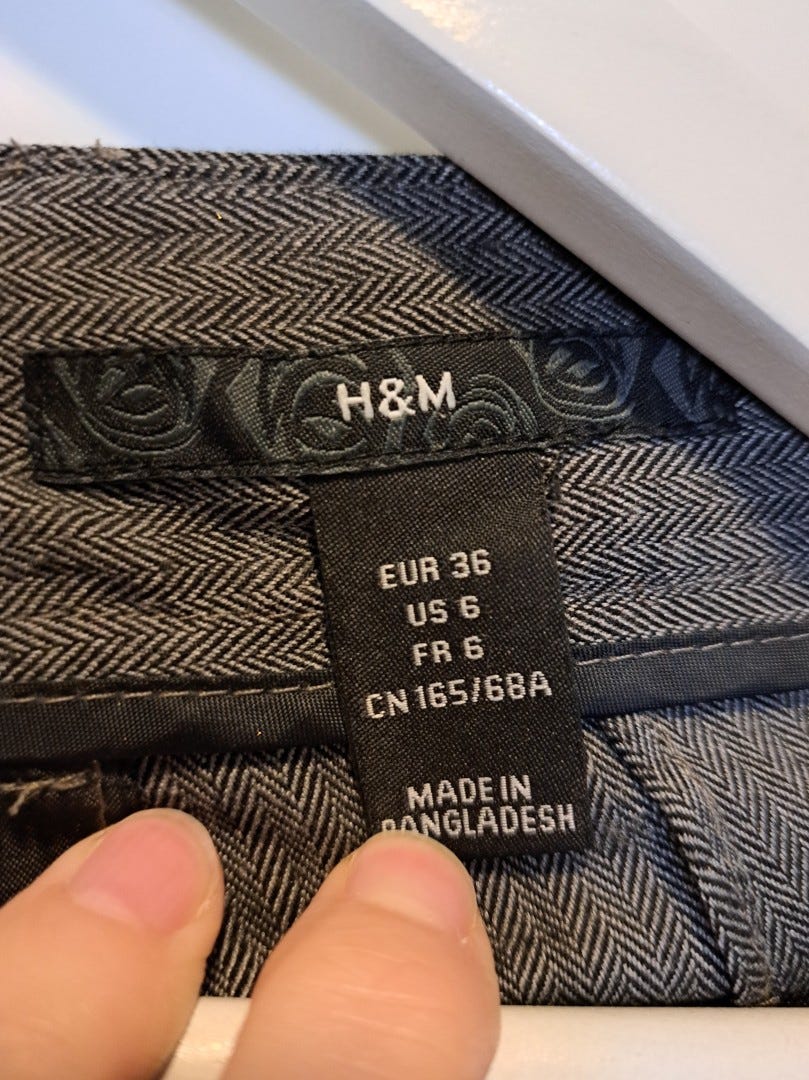 H&M
EUR 36
US 6
FR 6
CN 165/68A
MADE IN
BANGLADESH